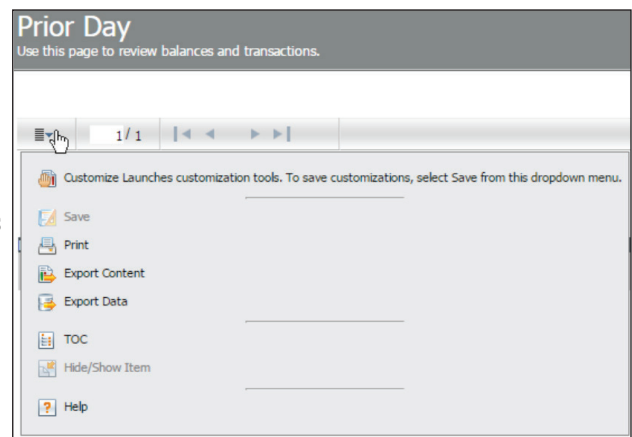 Prior Day
Use this page to review balances and transactions.
1 / 1
Customize Launches customization tools. To save customizations, select Save from this dropdown menu.
Save
Print
Export Content
Export Data
TOC
Hide/Show Item
Help